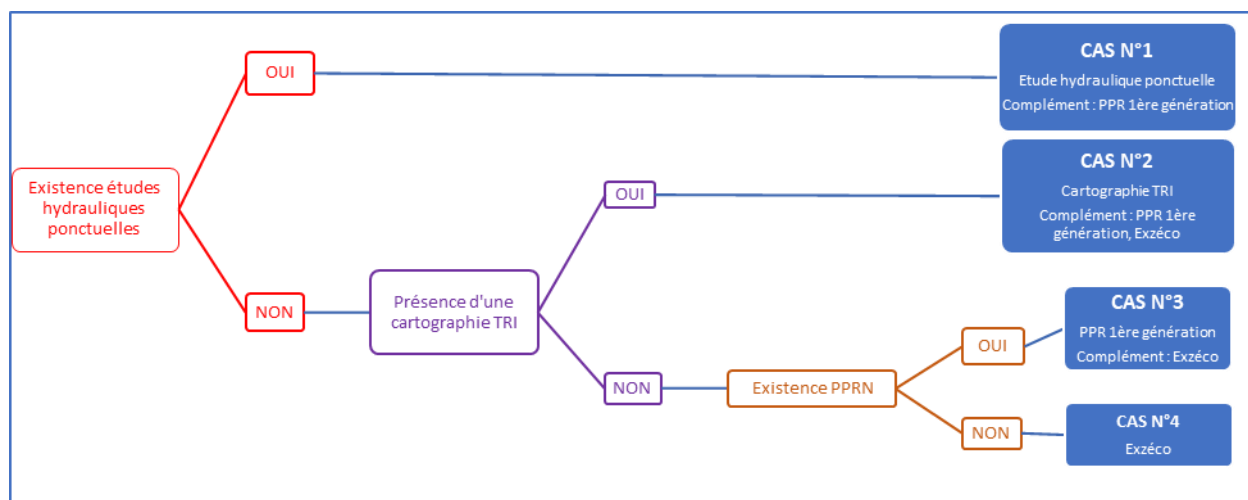 Existence études
hydrauliques
ponctuelles
OUI
CAS N°1
Etude hydraulique ponctuelle
Complément : PPR 1ère génération
NON
Présence d'une
cartographie TRI
OUI
CAS N°2
Cartographie TRI
Complément : PPR 1ère
génération, Exzéco
NON
Existence PPRN
OUI
CAS N°3
PPR 1ère génération
Complément : Exzéco
NON
CAS N°4
Exzéco